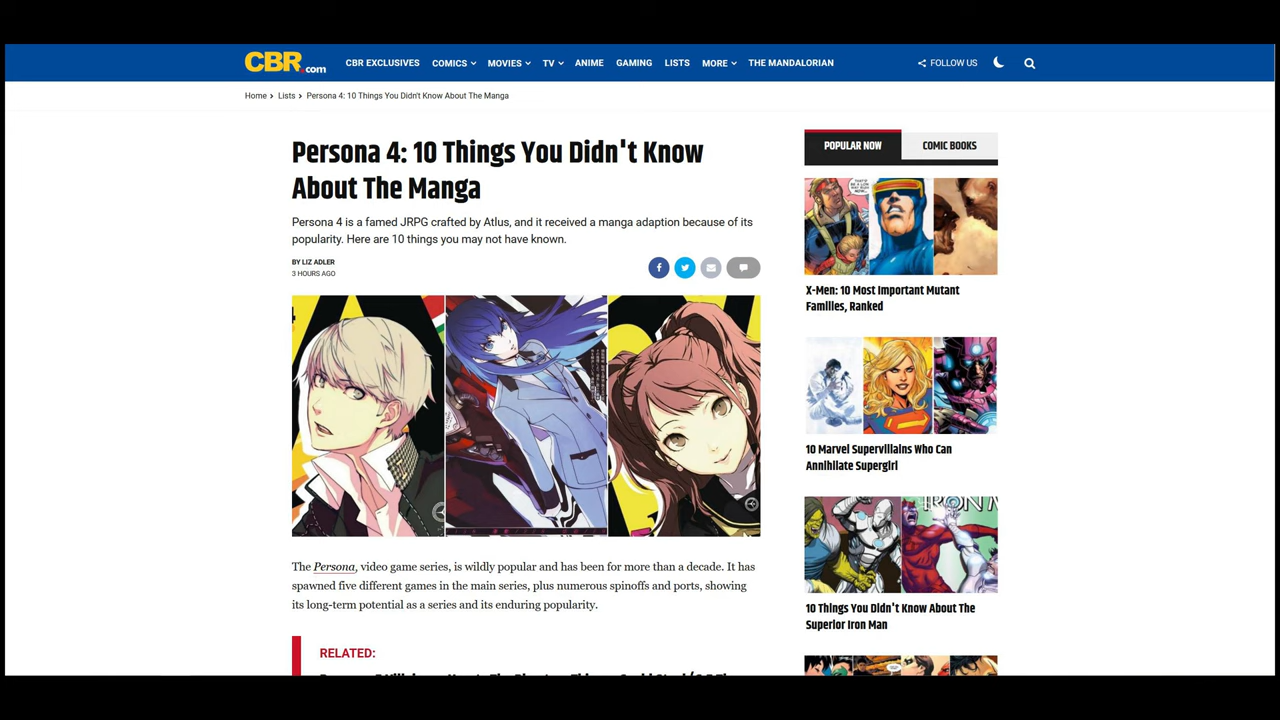 CBR.com
CBR EXCLUSIVES COMICS MOVIES TV ANIME GAMING LISTS MORE THE MANDALORIAN FOLLOW US
Home > Lists > Persona 4: 10 Things You Didn't Know About The Manga
Persona 4: 10 Things You Didn't Know
About The Manga
Persona 4 is a famed JRPG crafted by Atlus, and it received a manga adaption because of its
popularity. Here are 10 things you may not have known.
BY LIZ ADLER
3 HOURS AGO
The Persona, video game series, is wildly popular and has been for more than a decade. It has
spawned five different games in the main series, plus numerous spinoffs and ports, showing
its long-term potential as a series and its enduring popularity.
RELATED:
POPULAR NOW COMIC BOOKS
X-Men: 10 Most Important Mutant
Families, Ranked
10 Marvel Supervillains Who Can
Annihilate Supergirl
10 Things You Didn't Know About The
Superior Iron Man